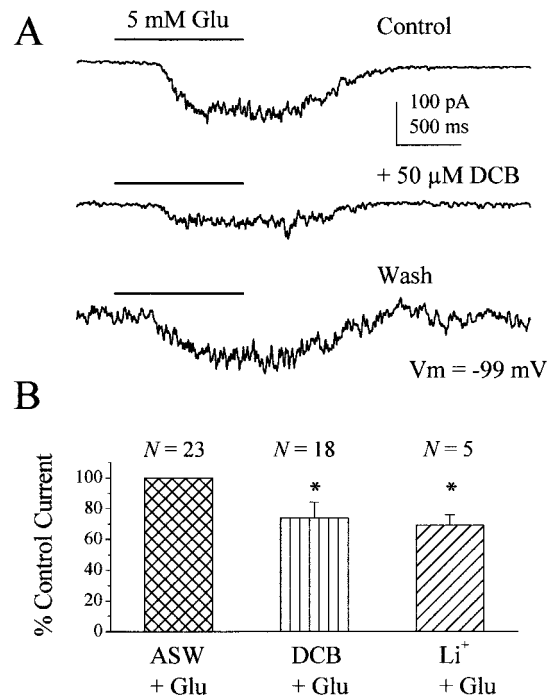 A
5 mM Glu
Control
100 pA
500 ms
+ 50 µM DCB
Wash
Vm = -99 mV
B
N = 23
N = 18
N = 5
% Control Current
100
80
60
40
20
0
*
*
ASW
+ Glu
DCB
+ Glu
Li⁺
+ Glu